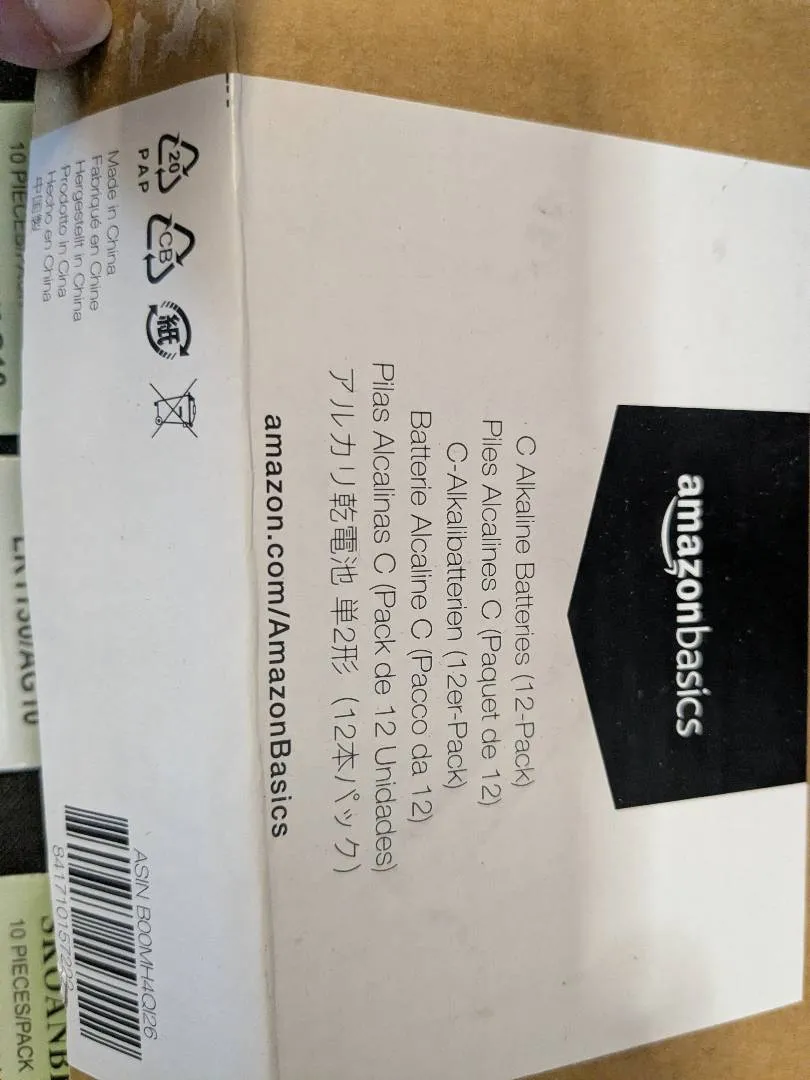 amazonbasics
C Alkaline Batteries (12-Pack)
Piles Alcalines C (Paquet de 12)
C-Alkalibatterien (12er-Pack)
Batterie Alcaline C (Pacco da 12)
Pilas Alcalinas C (Pack de 12 Unidades)
アルカリ乾電池 単2形 (12本パック)
amazon.com/AmazonBasics
20
PAP
CB
紙
Made in China
Fabriqué en Chine
Hergestellt in China
Prodotto in Cina
Hecho en China
中国製
ASIN B00MH4QI26
10 PIECES/PACK
10 PIECES/PACK